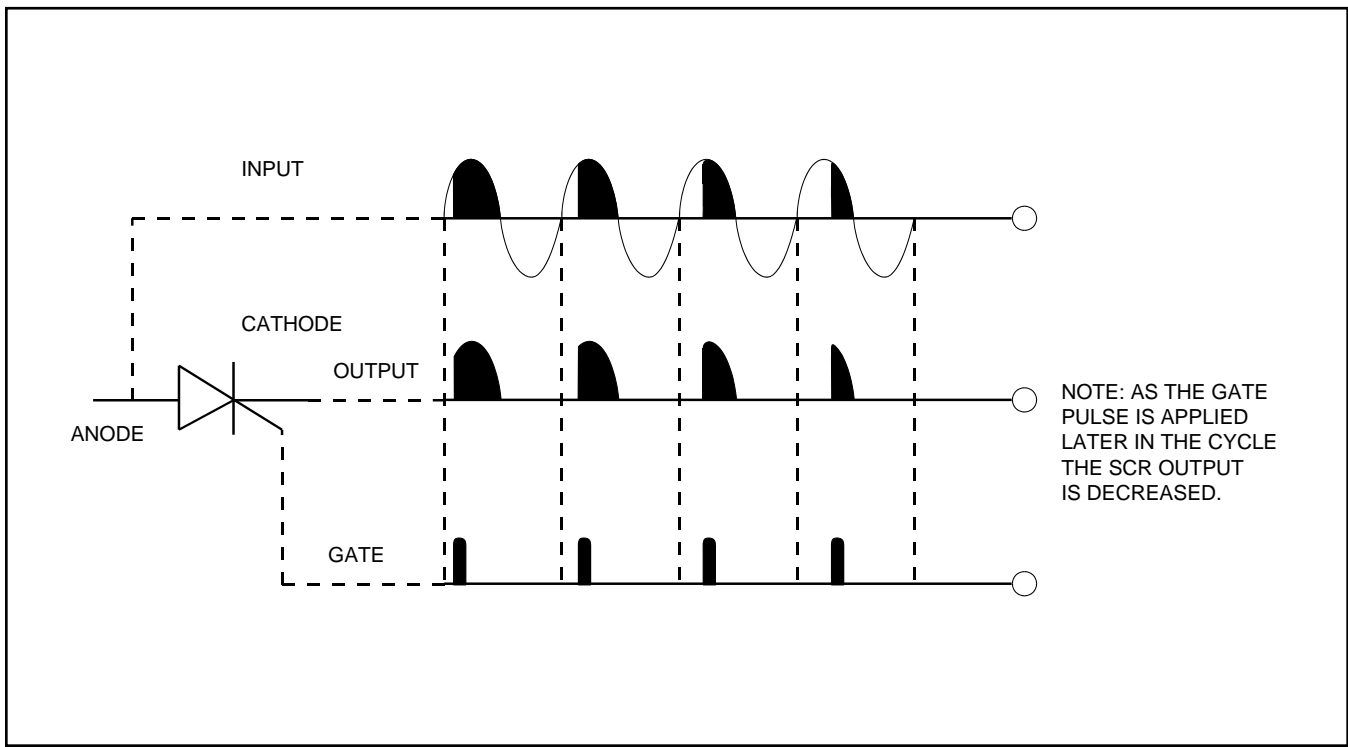 INPUT
CATHODE
OUTPUT
ANODE
GATE
NOTE: AS THE GATE
PULSE IS APPLIED
LATER IN THE CYCLE
THE SCR OUTPUT
IS DECREASED.